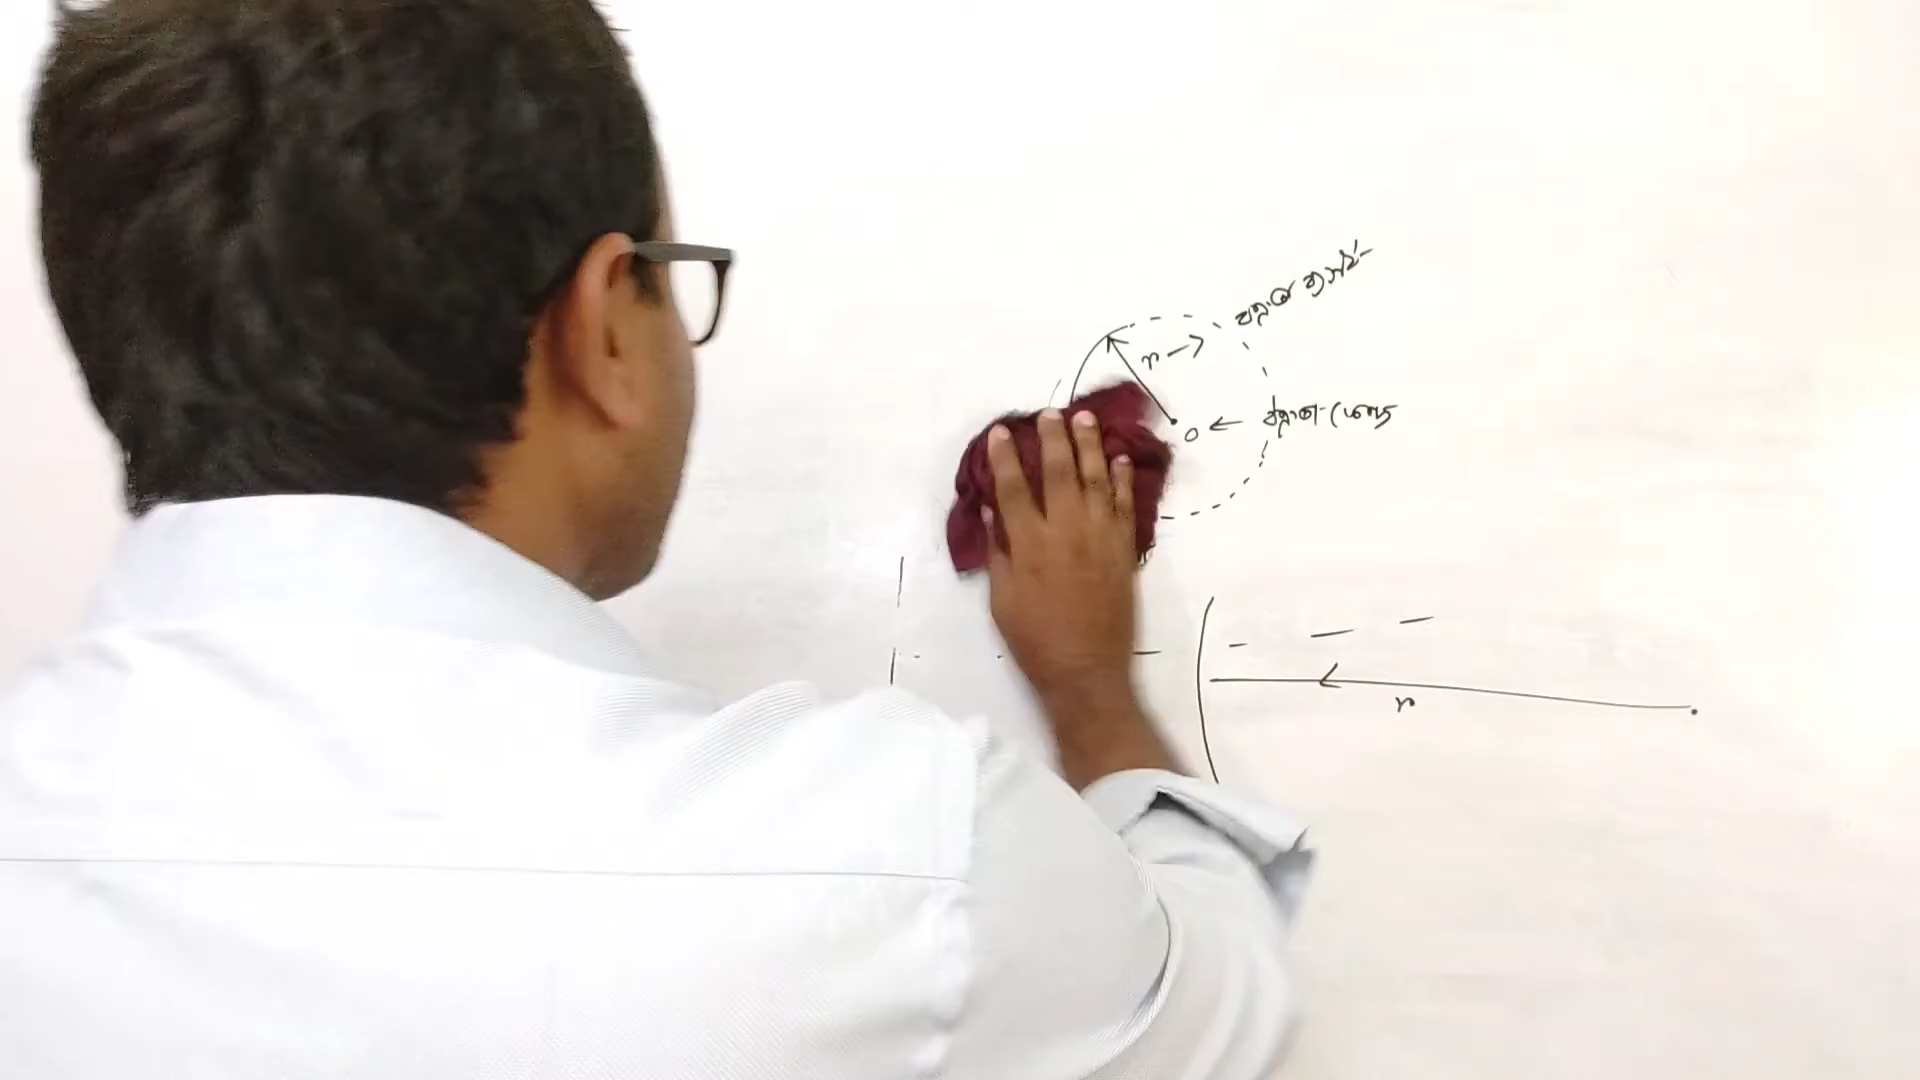 বক্রতার ব্যাসার্ধ
r →
O ← বক্রতার কেন্দ্র
r